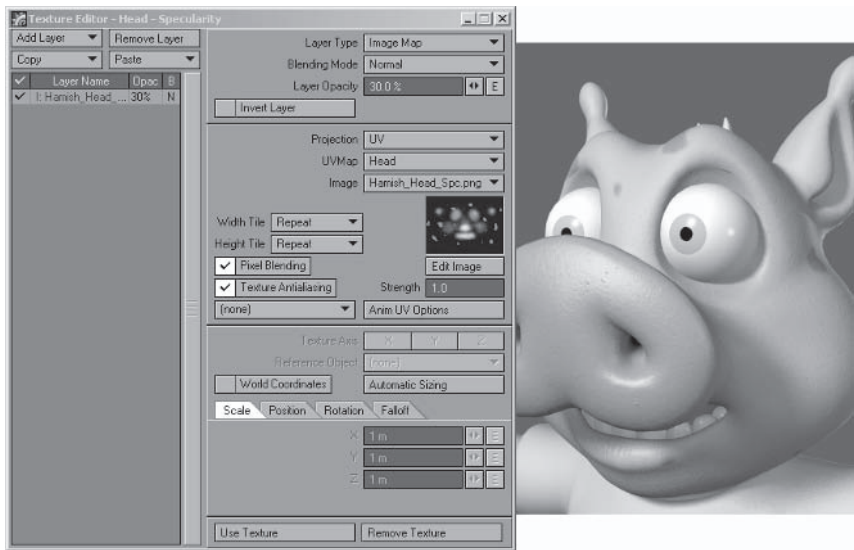 Texture Editor - Head - Specularity
Add Layer Remove Layer
Copy Paste
Layer Name Opac B
I: Hamish_Head_... 30% N
Layer Type Image Map
Blending Mode Normal
Layer Opacity 30.0 % E
Invert Layer
Projection UV
UVMap Head
Image Hamish_Head_Spc.png
Width Tile Repeat
Height Tile Repeat
Pixel Blending Edit Image
Texture Antialiasing Strength 1.0
(none) Anim UV Options
Texture Axis X Y Z
Reference Object (none)
World Coordinates Automatic Sizing
Scale Position Rotation Falloff
X 1 m E
Y 1 m E
Z 1 m E
Use Texture Remove Texture